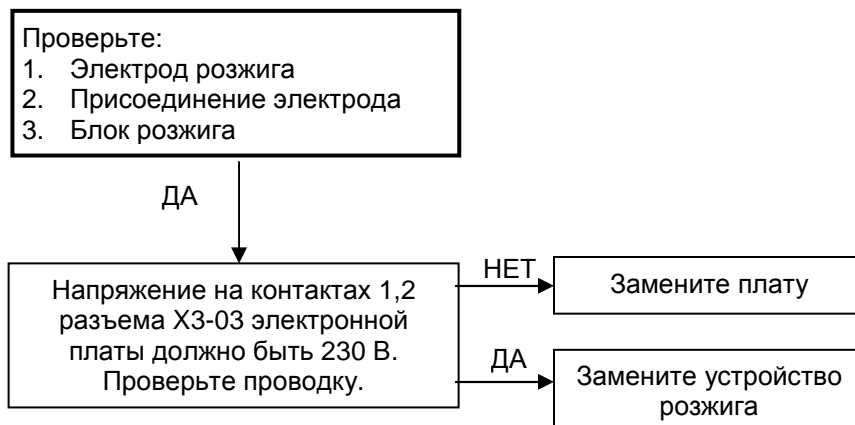 Проверьте:
1. Электрод розжига
2. Присоединение электрода
3. Блок розжига
ДА
Напряжение на контактах 1,2
разъема X3-03 электронной
платы должно быть 230 В.
Проверьте проводку.
НЕТ
Замените плату
ДА
Замените устройство
розжига